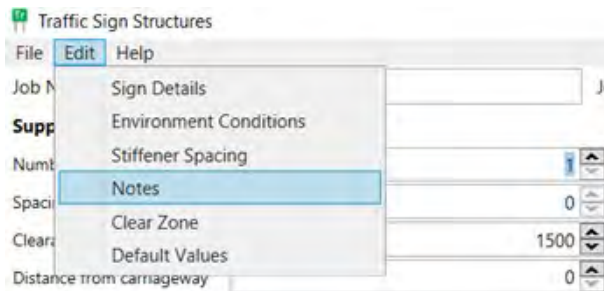 Tr Traffic Sign Structures
File Edit Help
Job N
Sign Details
Supp
Environment Conditions
Numb
Stiffener Spacing
1
Notes
Spaci
0
Clear Zone
Cleara
1500
Default Values
Distance from carriageway
0